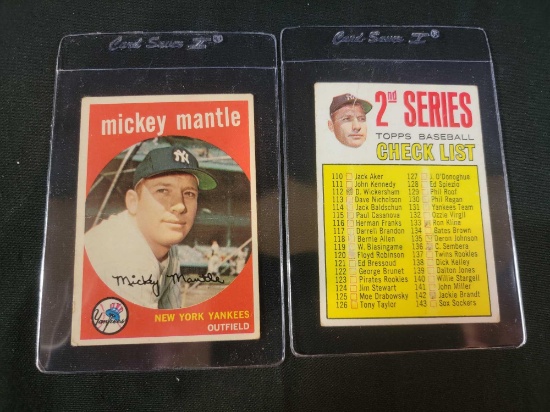 Card Saver I®
mickey mantle
Mickey Mantle
Yankees
NEW YORK YANKEES
OUTFIELD
Card Saver I®
2nd SERIES
TOPPS BASEBALL
CHECK LIST
110 Jack Aker
111 John Kennedy
112 D. Wickersham
113 Dave Nicholson
114 Jack Baldschun
115 Paul Casanova
116 Herman Franks
117 Darrell Brandon
118 Bernie Allen
119 W. Blasingame
120 Floyd Robinson
121 Ed Bressoud
122 George Brunet
123 Pirates Rookies
124 Jim Stewart
125 Moe Drabowsky
126 Tony Taylor
127 J. O'Donoghue
128 Ed Spiezio
129 Phil Roof
130 Phil Regan
131 Yankees Team
132 Ozzie Virgil
133 Ron Kline
134 Gates Brown
135 Deron Johnson
136 C. Sembera
137 Twins Rookies
138 Dick Kelley
139 Dalton Jones
140 Willie Stargell
141 John Miller
142 Jackie Brandt
143 Sox Sockers